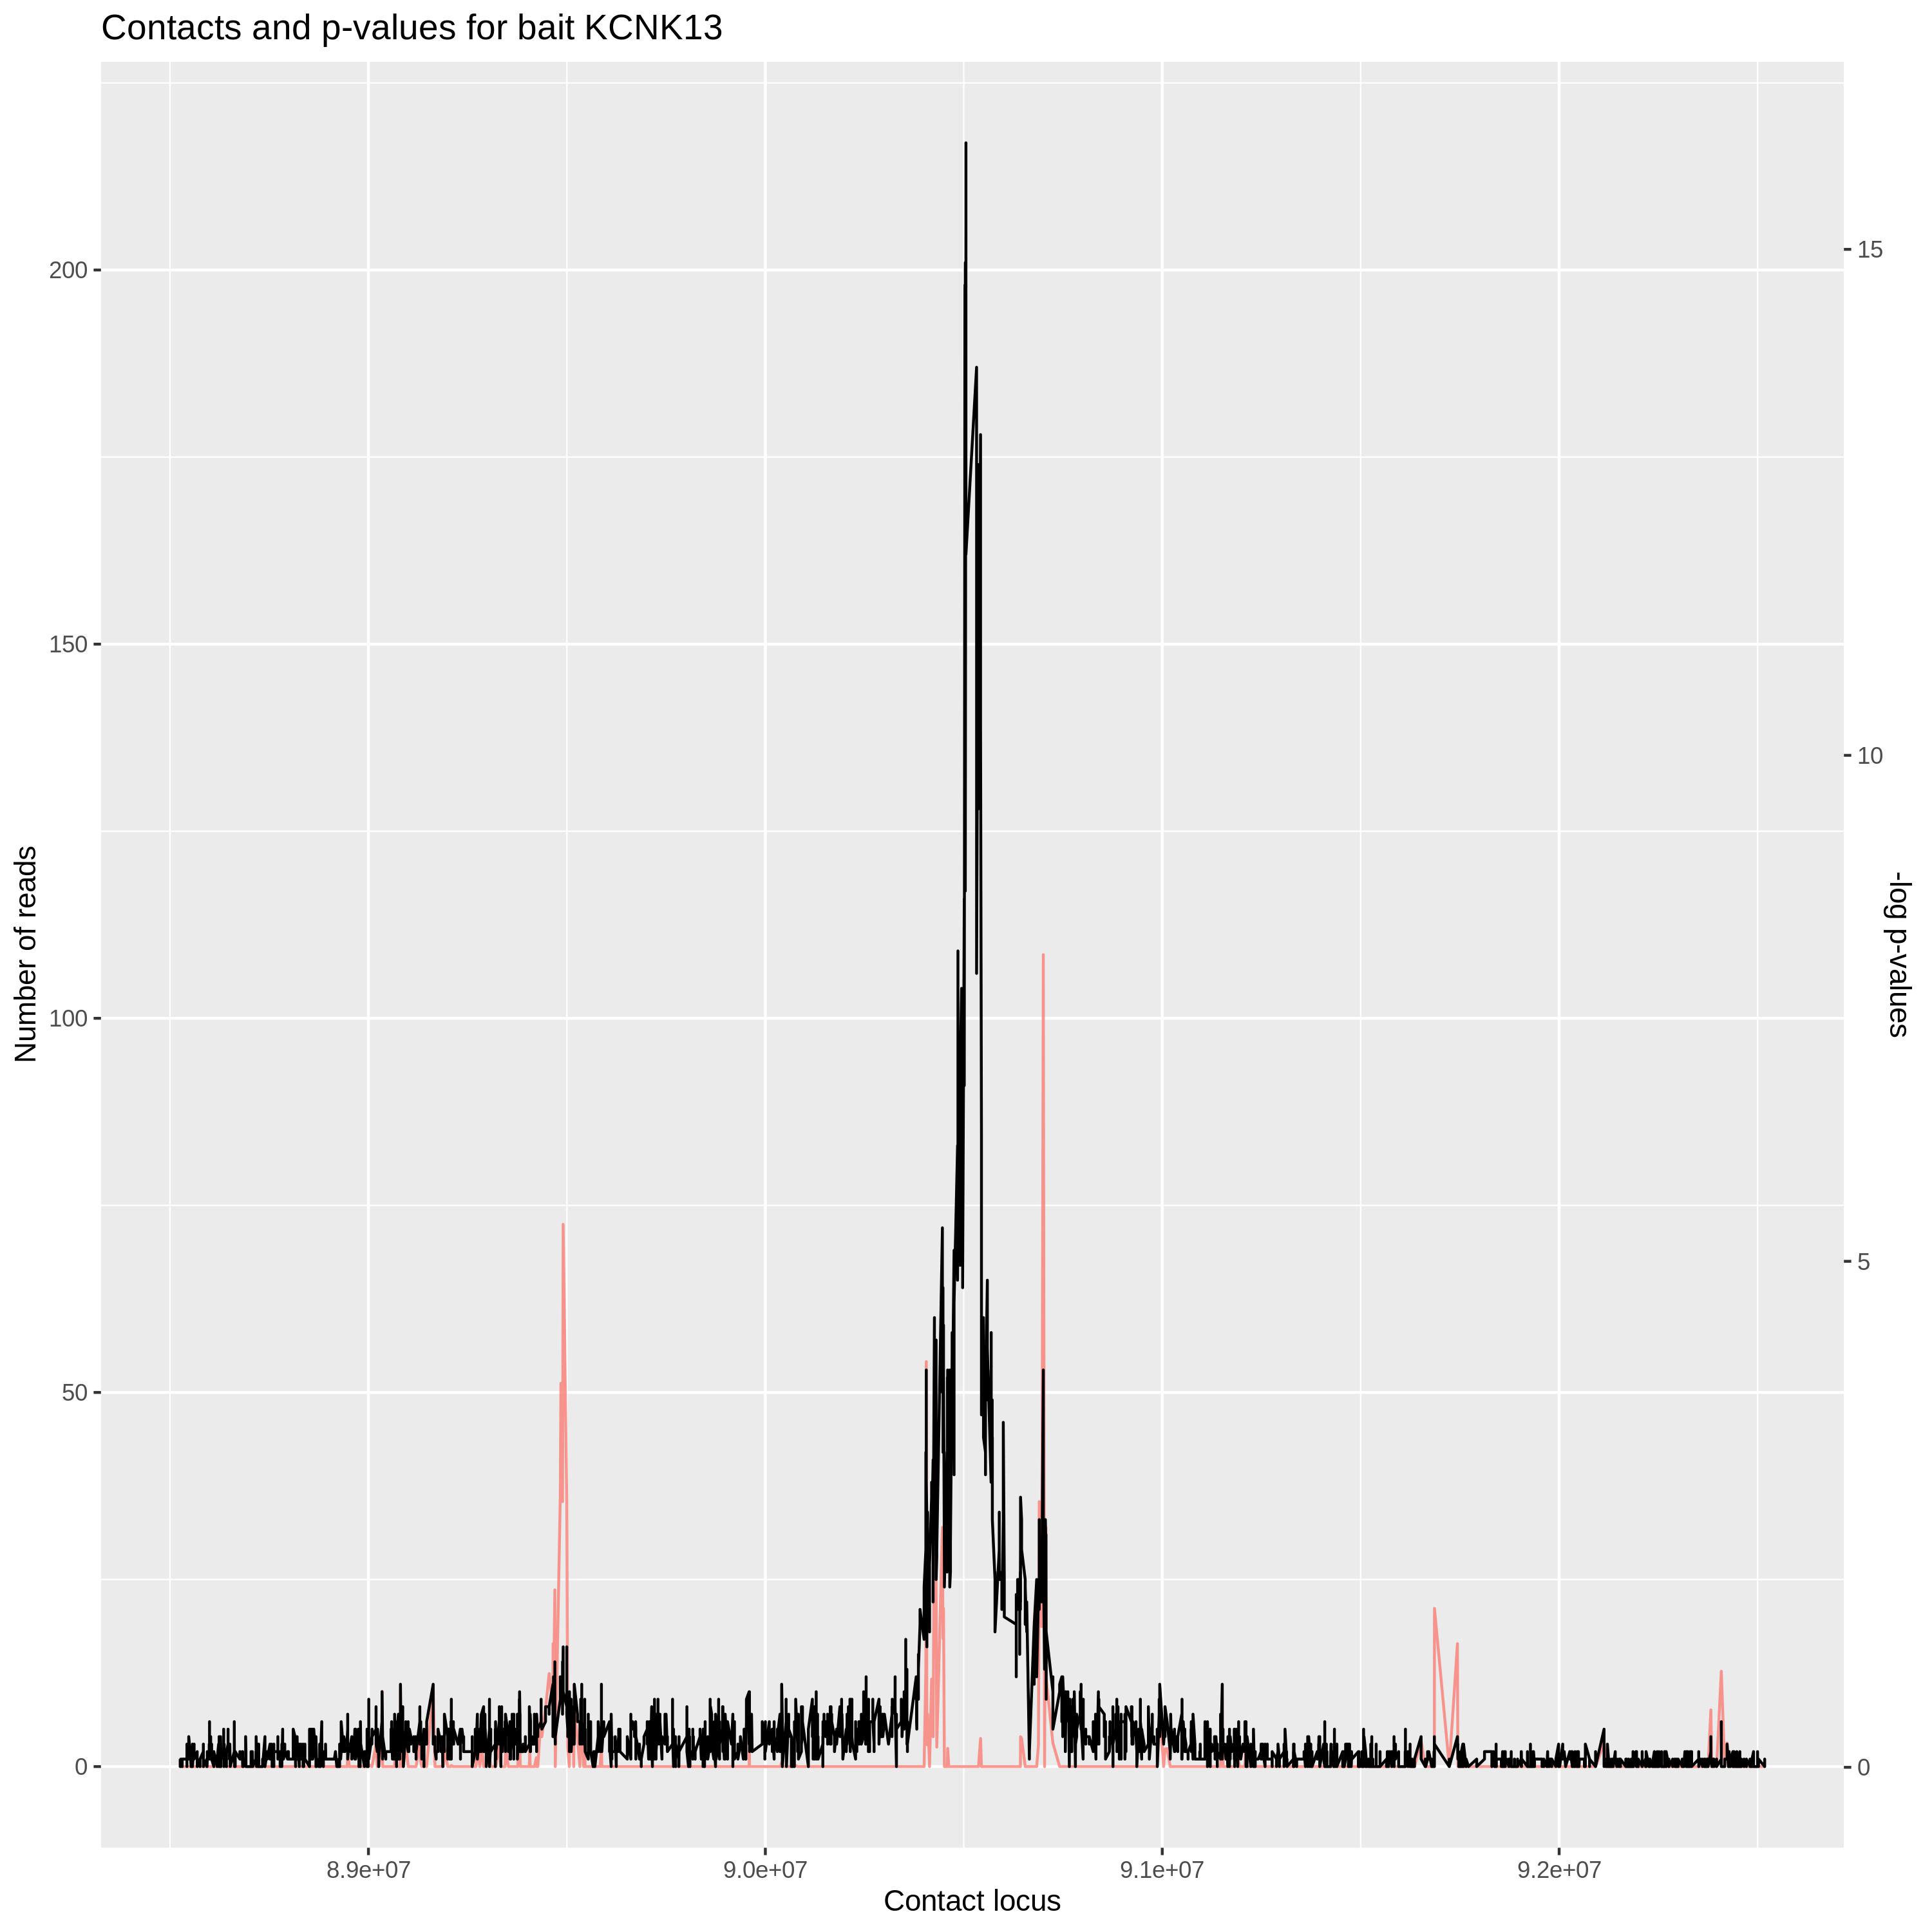 Contacts and p-values for bait KCNK13
Number of reads
200
150
100
50
0
15
10
5
0
-log p-values
8.9e+07
9.0e+07
9.1e+07
9.2e+07
Contact locus